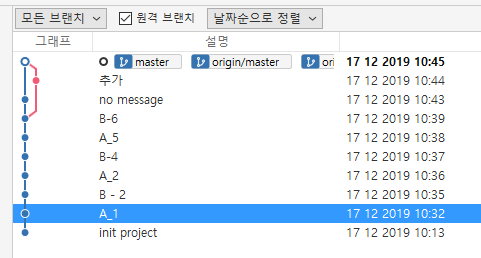 모든 브랜치 원격 브랜치 날짜순으로 정렬
그래프 설명
master origin/master ori 17 12 2019 10:45
추가 17 12 2019 10:44
no message 17 12 2019 10:43
B-6 17 12 2019 10:39
A_5 17 12 2019 10:38
B-4 17 12 2019 10:37
A_2 17 12 2019 10:36
B - 2 17 12 2019 10:35
A_1 17 12 2019 10:32
init project 17 12 2019 10:13